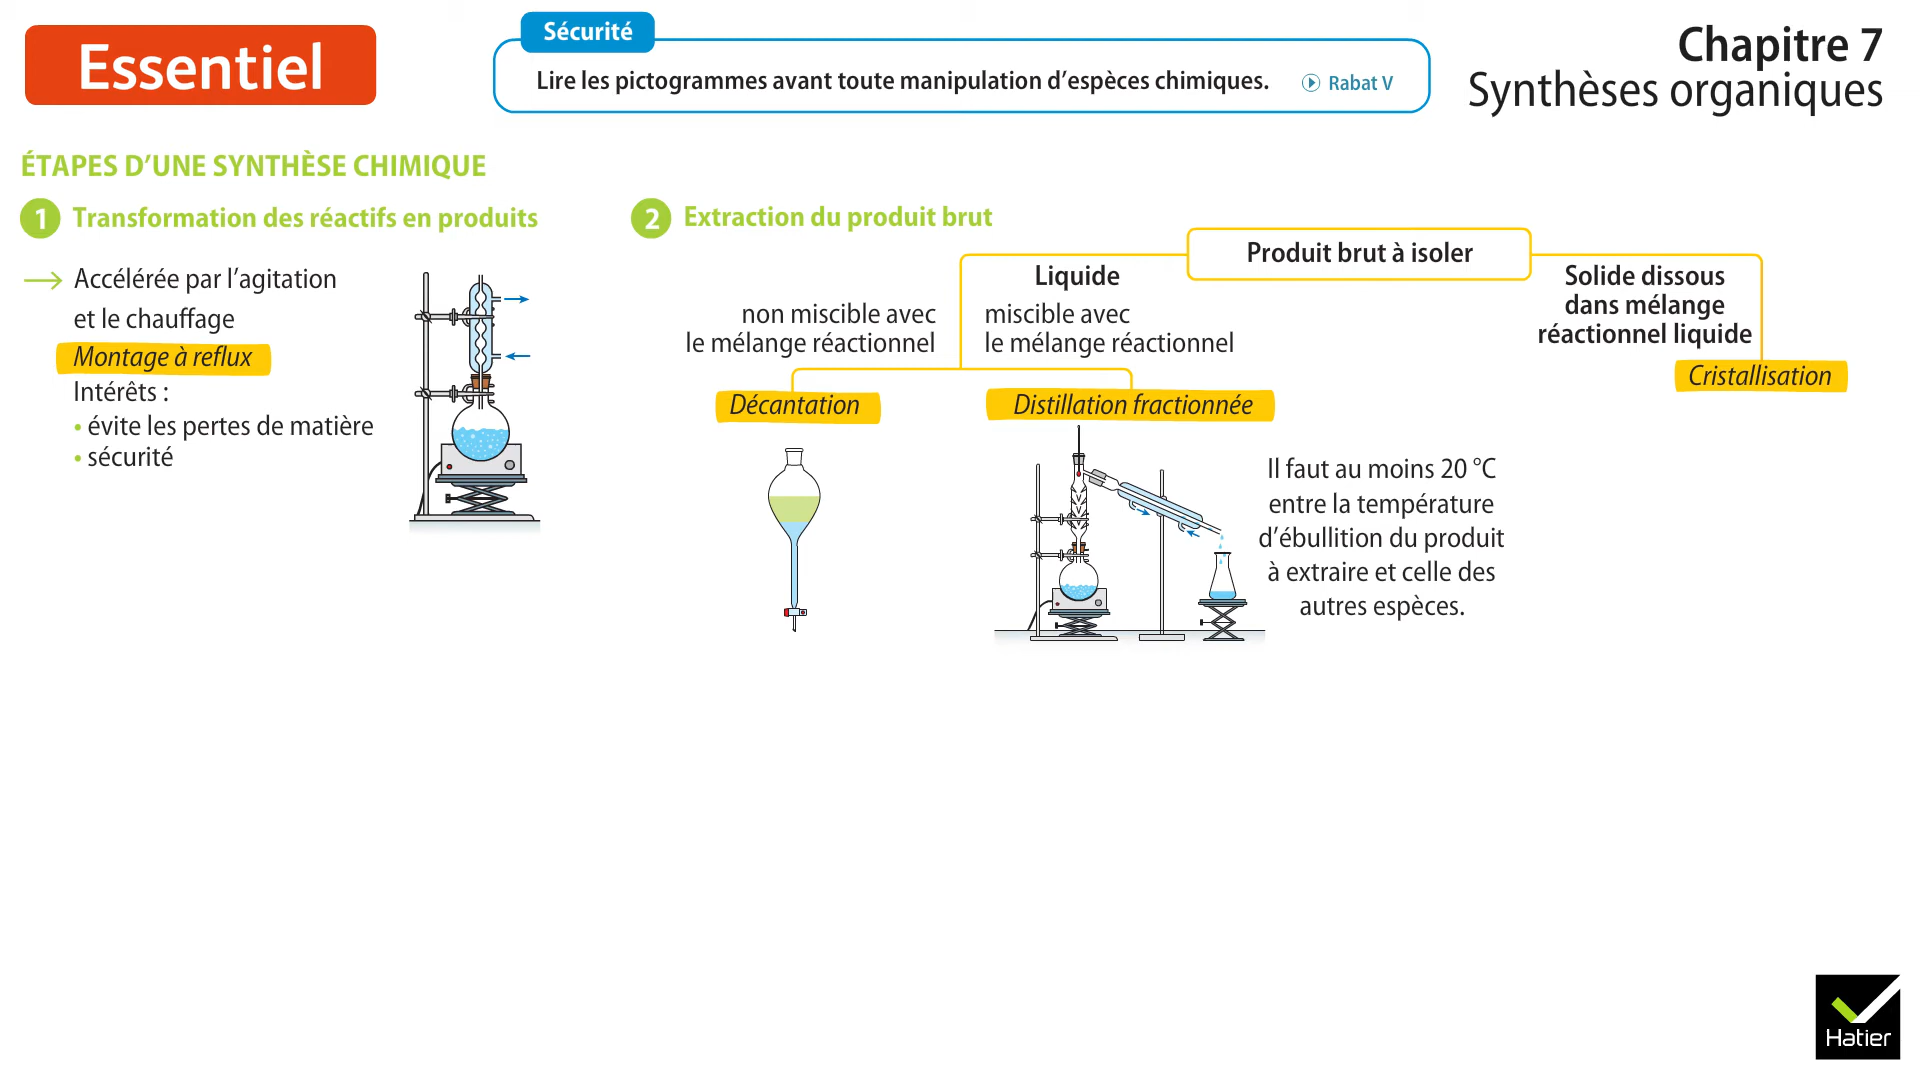 Essentiel
Sécurité
Lire les pictogrammes avant toute manipulation d’espèces chimiques. Rabat V
Chapitre 7
Synthèses organiques
ÉTAPES D’UNE SYNTHÈSE CHIMIQUE
1 Transformation des réactifs en produits
Accélérée par l’agitation
et le chauffage
Montage à reflux
Intérêts :
• évite les pertes de matière
• sécurité
2 Extraction du produit brut
Produit brut à isoler
Liquide
non miscible avec
le mélange réactionnel
miscible avec
le mélange réactionnel
Solide dissous
dans mélange
réactionnel liquide
Décantation
Distillation fractionnée
Cristallisation
Il faut au moins 20 °C
entre la température
d’ébullition du produit
à extraire et celle des
autres espèces.
Hatier